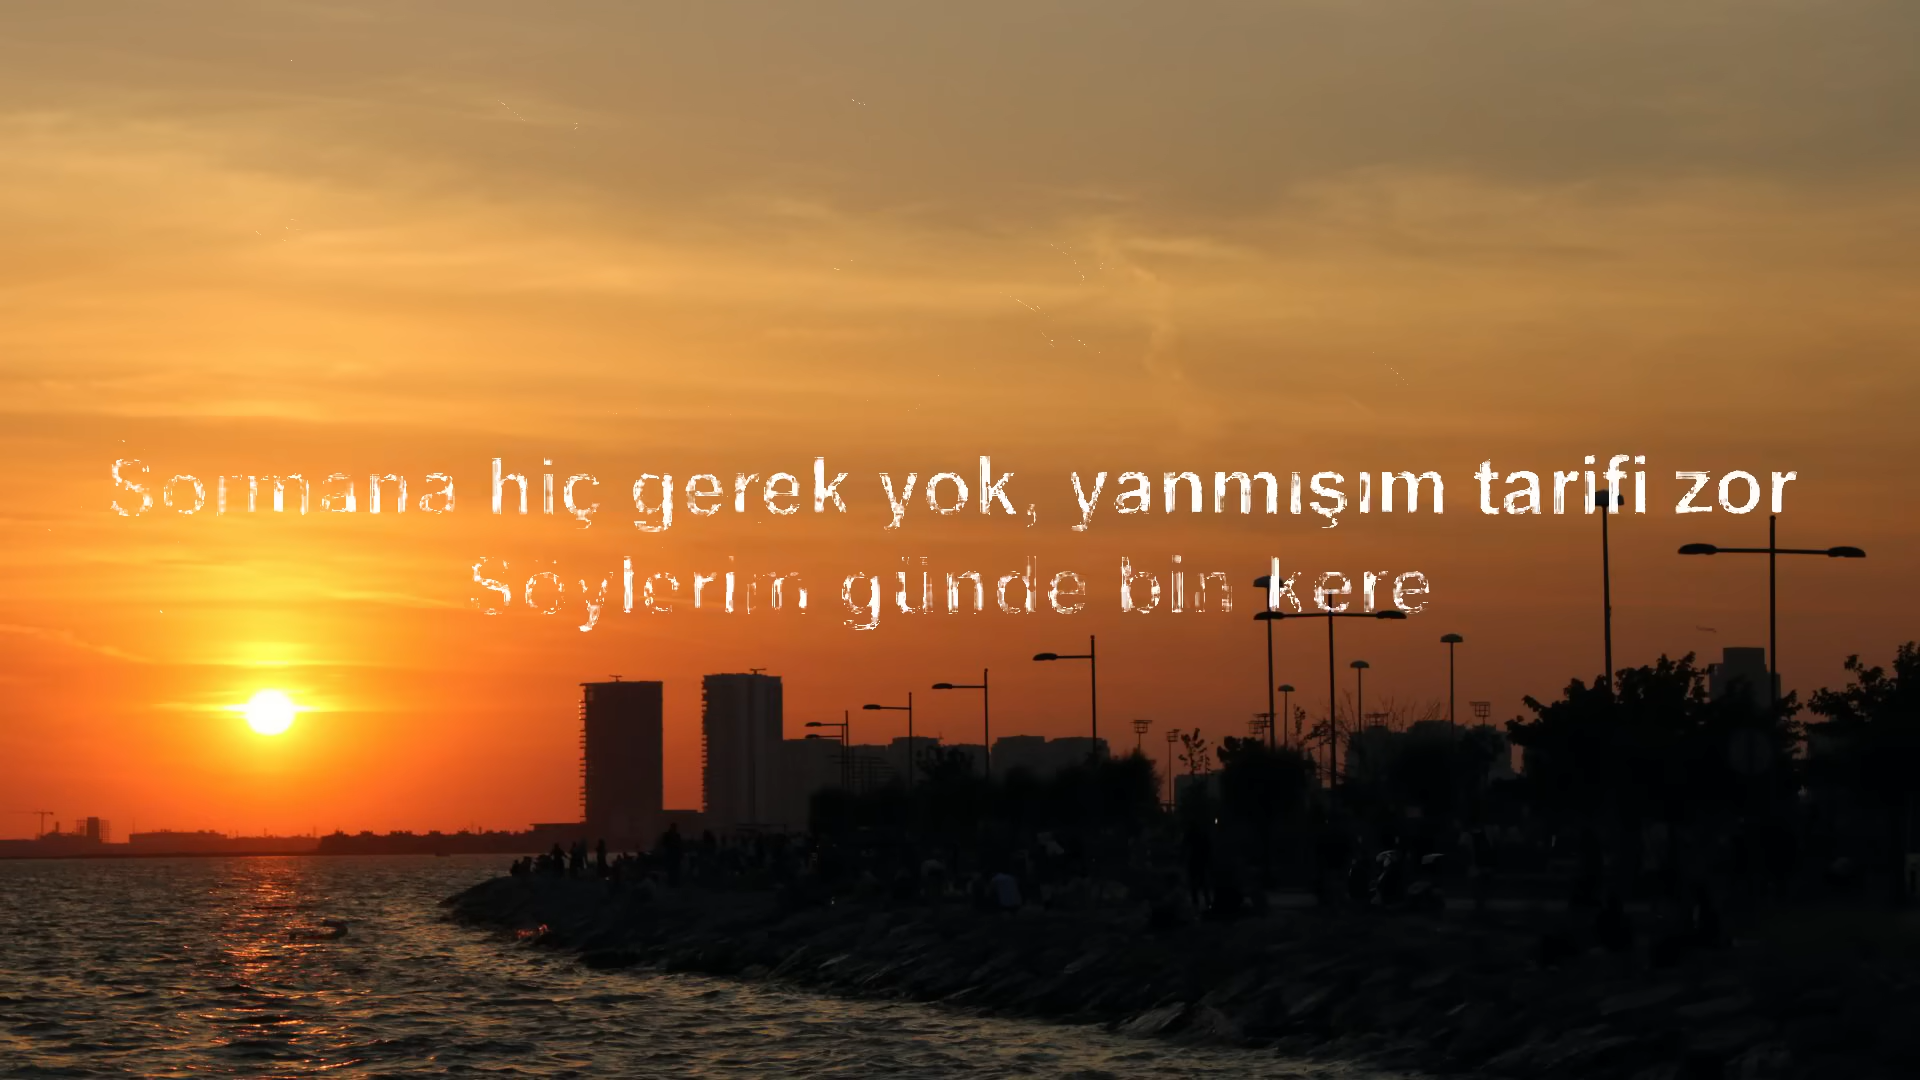 Sormana hiç gerek yok, yanmışım tarifi zor
Söylerim günde bin kere